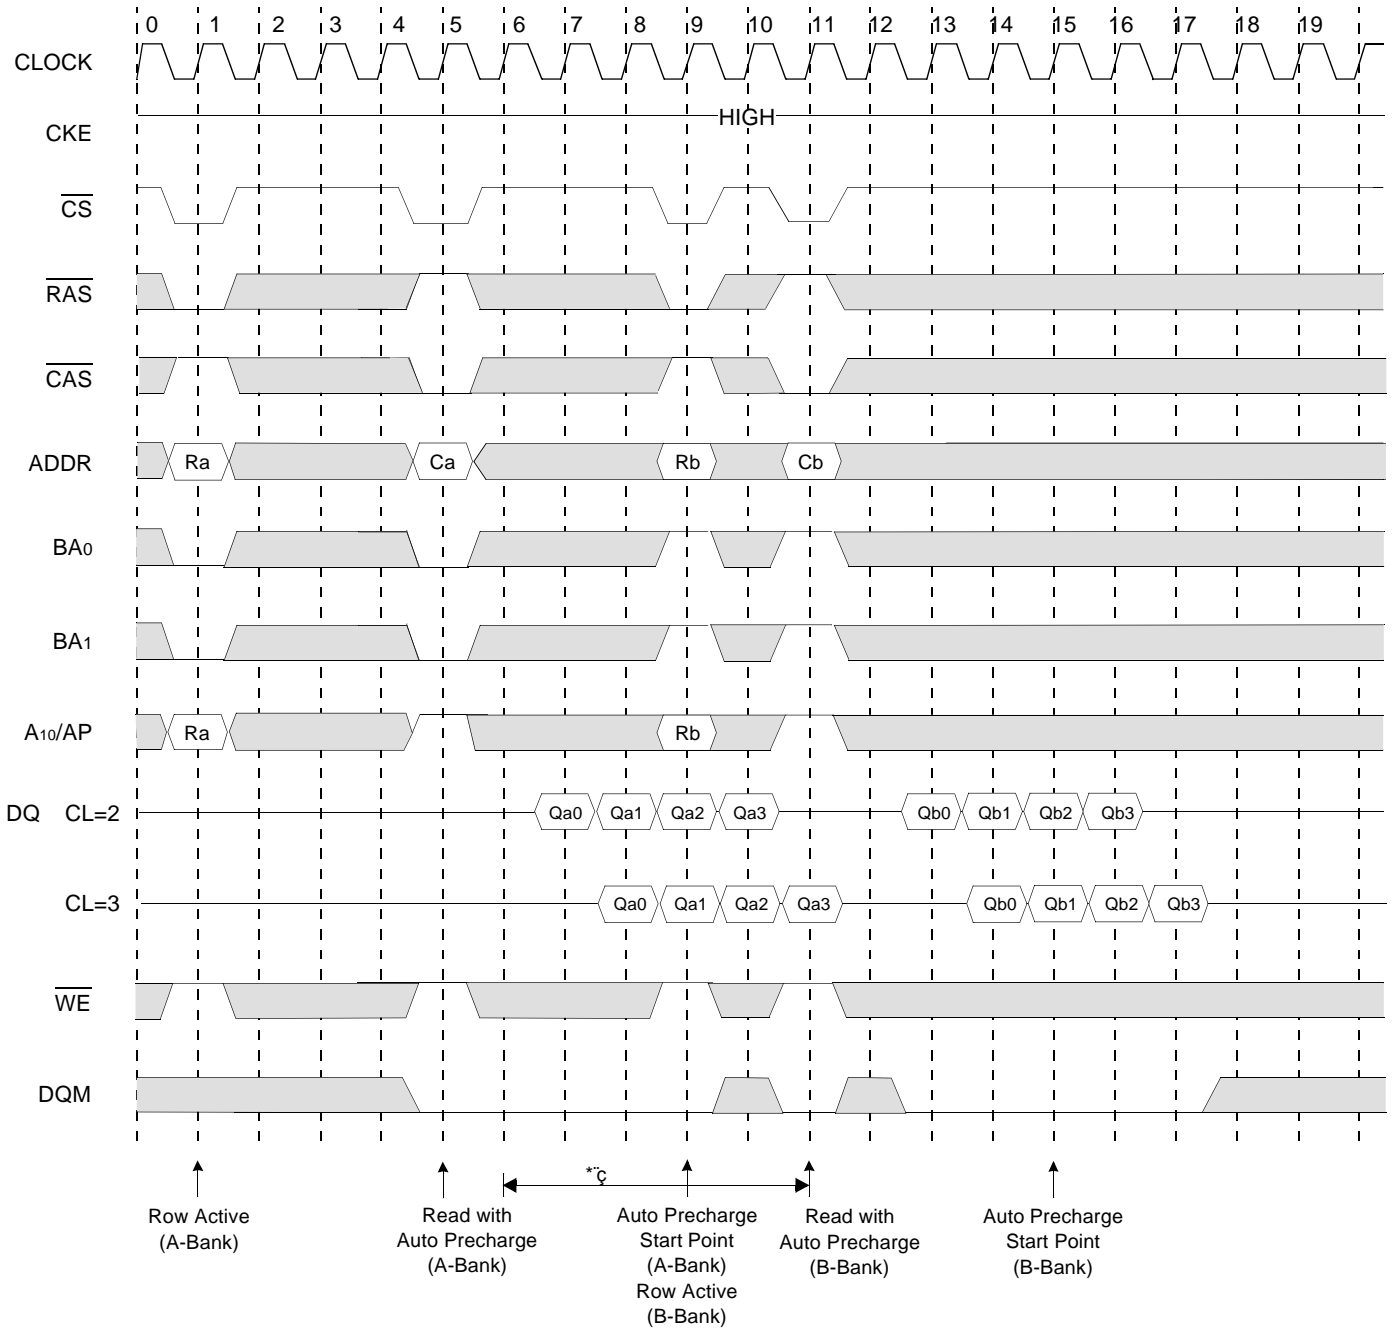 0 1 2 3 4 5 6 7 8 9 10 11 12 13 14 15 16 17 18 19
CLOCK
CKE HIGH
CS
RAS
CAS
ADDR Ra Ca Rb Cb
BA0
BA1
A10/AP Ra Rb
DQ CL=2 Qa0 Qa1 Qa2 Qa3 Qb0 Qb1 Qb2 Qb3
CL=3 Qa0 Qa1 Qa2 Qa3 Qb0 Qb1 Qb2 Qb3
WE
DQM
*¨ç
Row Active
(A-Bank)
Read with
Auto Precharge
(A-Bank)
Auto Precharge
Start Point
(A-Bank)
Row Active
(B-Bank)
Read with
Auto Precharge
(B-Bank)
Auto Precharge
Start Point
(B-Bank)